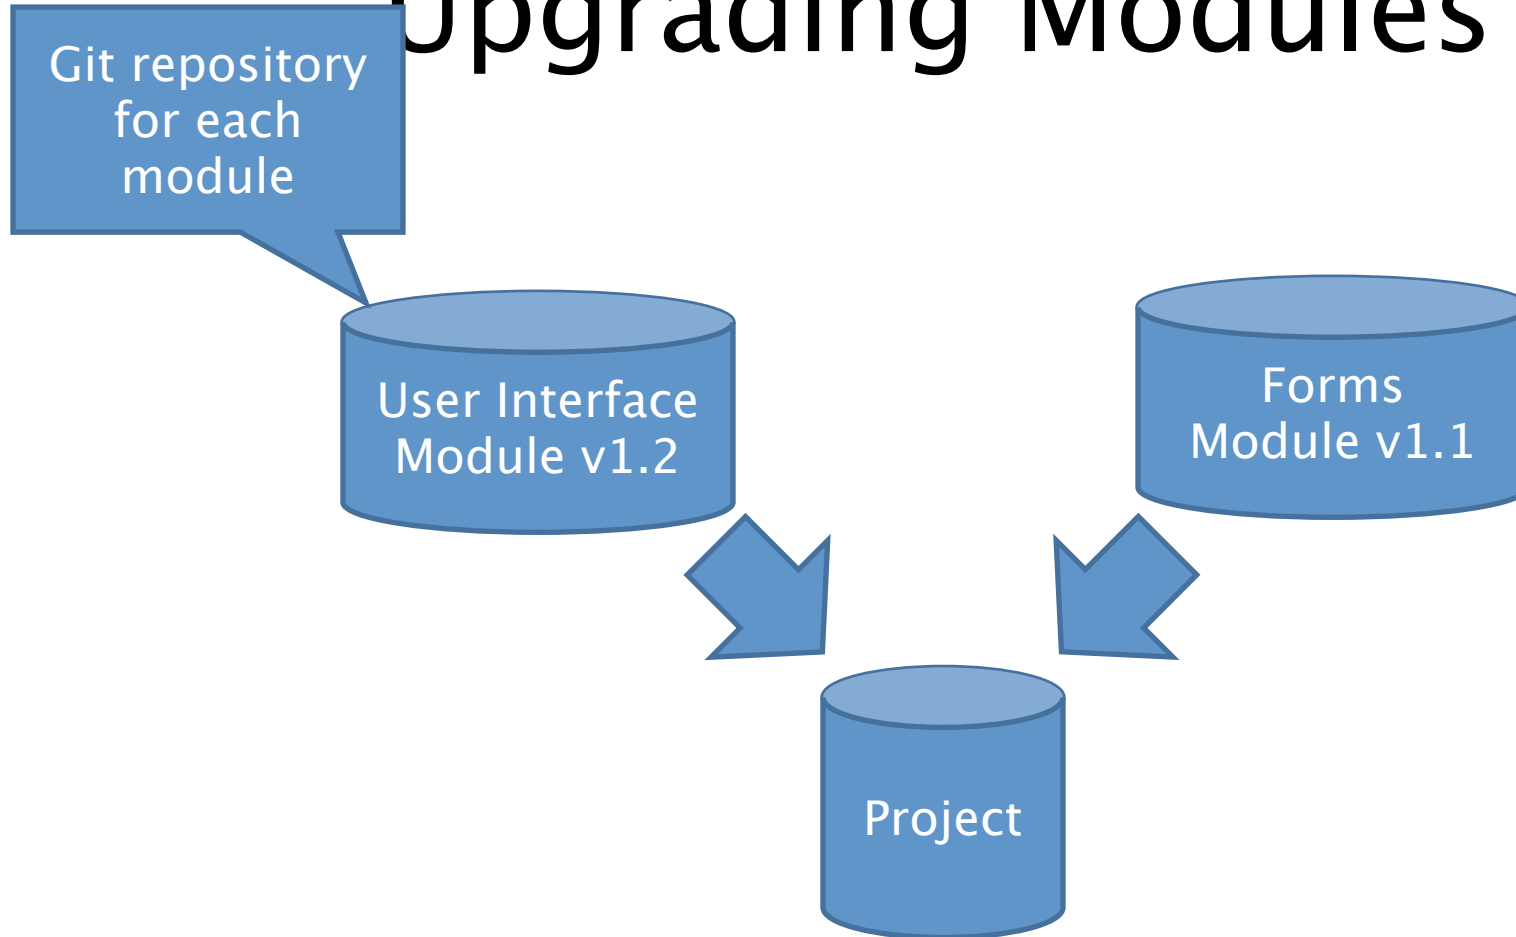 Upgrading Modules
Git repository
for each
module
User Interface
Module v1.2
Forms
Module v1.1
Project